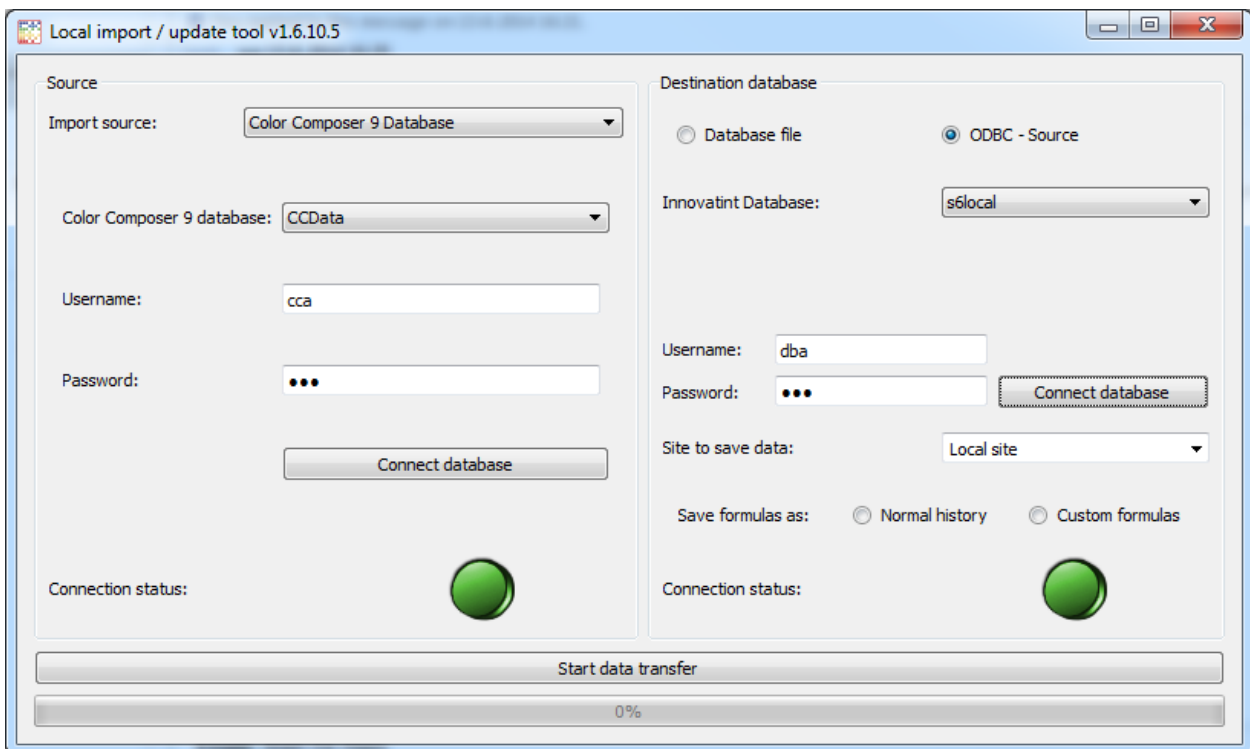 Local import / update tool v1.6.10.5
Source
Import source:
Color Composer 9 Database
Color Composer 9 database:
CCData
Username:
cca
Password:
●●●
Connect database
Connection status:
Destination database
Database file
ODBC - Source
Innovatint Database:
s6local
Username:
dba
Password:
●●●
Connect database
Site to save data:
Local site
Save formulas as:
Normal history
Custom formulas
Connection status:
Start data transfer
0%